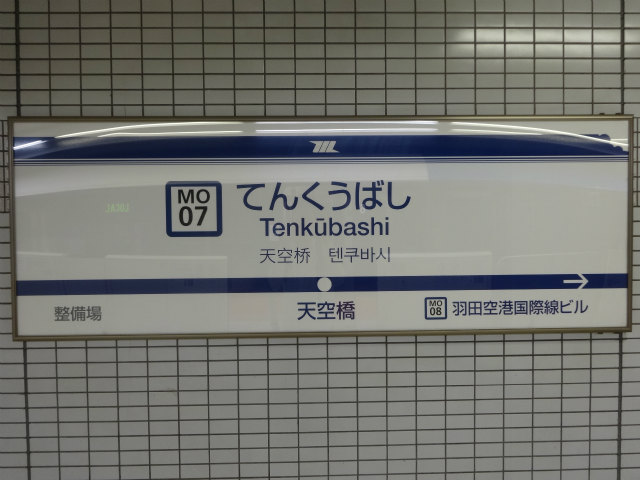 MO
07
てんくうばし
Tenkūbashi
天空桥 텐쿠바시
整備場
天空橋
MO
08
羽田空港国際線ビル